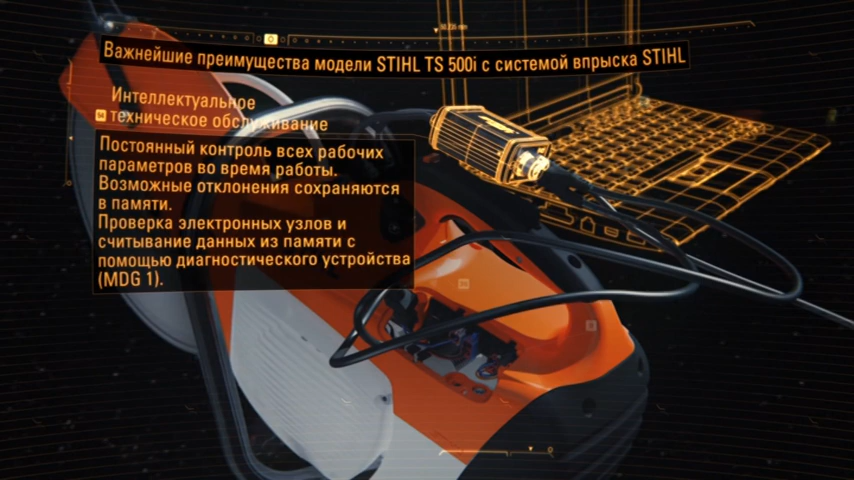 Важнейшие преимущества модели STIHL TS 500i с системой впрыска STIHL
Интеллектуальное
техническое обслуживание
Постоянный контроль всех рабочих
параметров во время работы.
Возможные отклонения сохраняются
в памяти.
Проверка электронных узлов и
считывание данных из памяти с
помощью диагностического устройства
(MDG 1).